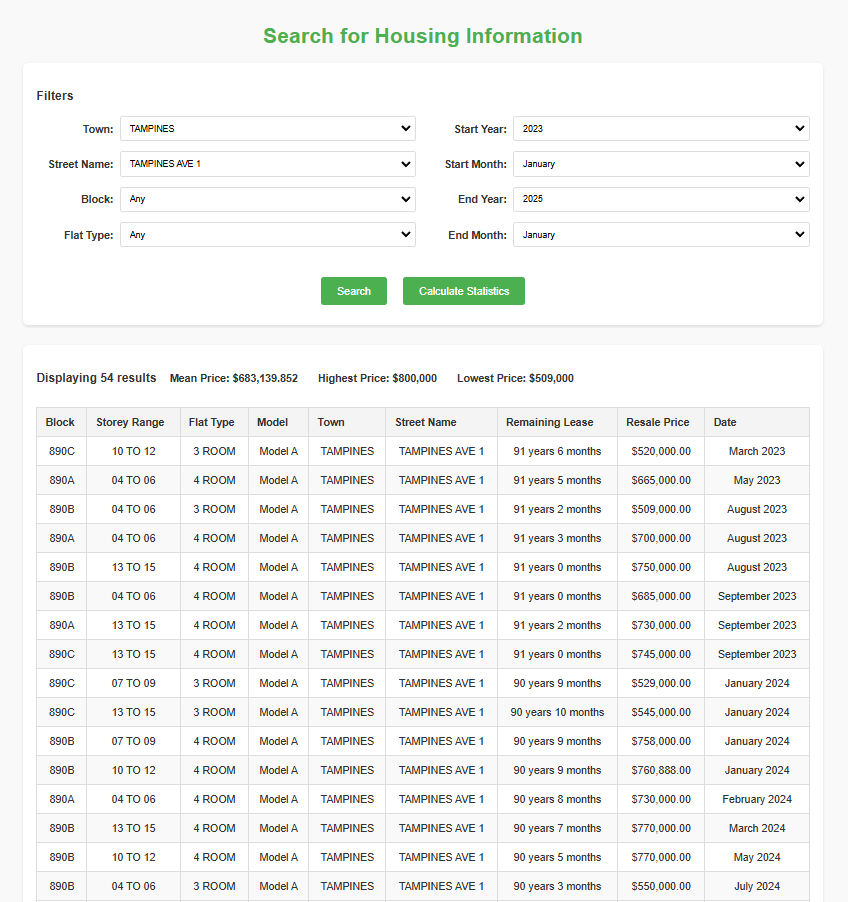 Search for Housing Information
Filters
Town: TAMPINES Start Year: 2023
Street Name: TAMPINES AVE 1 Start Month: January
Block: Any End Year: 2025
Flat Type: Any End Month: January
Search Calculate Statistics
Displaying 54 results Mean Price: $683,139.852 Highest Price: $800,000 Lowest Price: $509,000
Block Storey Range Flat Type Model Town Street Name Remaining Lease Resale Price Date
890C 10 TO 12 3 ROOM Model A TAMPINES TAMPINES AVE 1 91 years 6 months $520,000.00 March 2023
890A 04 TO 06 4 ROOM Model A TAMPINES TAMPINES AVE 1 91 years 5 months $665,000.00 May 2023
890B 04 TO 06 3 ROOM Model A TAMPINES TAMPINES AVE 1 91 years 2 months $509,000.00 August 2023
890A 04 TO 06 4 ROOM Model A TAMPINES TAMPINES AVE 1 91 years 3 months $700,000.00 August 2023
890B 13 TO 15 4 ROOM Model A TAMPINES TAMPINES AVE 1 91 years 0 months $750,000.00 August 2023
890B 04 TO 06 4 ROOM Model A TAMPINES TAMPINES AVE 1 91 years 0 months $685,000.00 September 2023
890A 13 TO 15 4 ROOM Model A TAMPINES TAMPINES AVE 1 91 years 2 months $730,000.00 September 2023
890C 13 TO 15 4 ROOM Model A TAMPINES TAMPINES AVE 1 91 years 0 months $745,000.00 September 2023
890C 07 TO 09 3 ROOM Model A TAMPINES TAMPINES AVE 1 90 years 9 months $529,000.00 January 2024
890C 13 TO 15 3 ROOM Model A TAMPINES TAMPINES AVE 1 90 years 10 months $545,000.00 January 2024
890B 07 TO 09 4 ROOM Model A TAMPINES TAMPINES AVE 1 90 years 9 months $758,000.00 January 2024
890B 10 TO 12 4 ROOM Model A TAMPINES TAMPINES AVE 1 90 years 9 months $760,888.00 January 2024
890A 04 TO 06 4 ROOM Model A TAMPINES TAMPINES AVE 1 90 years 8 months $730,000.00 February 2024
890B 13 TO 15 4 ROOM Model A TAMPINES TAMPINES AVE 1 90 years 7 months $770,000.00 March 2024
890B 10 TO 12 4 ROOM Model A TAMPINES TAMPINES AVE 1 90 years 5 months $770,000.00 May 2024
890B 04 TO 06 3 ROOM Model A TAMPINES TAMPINES AVE 1 90 years 3 months $550,000.00 July 2024